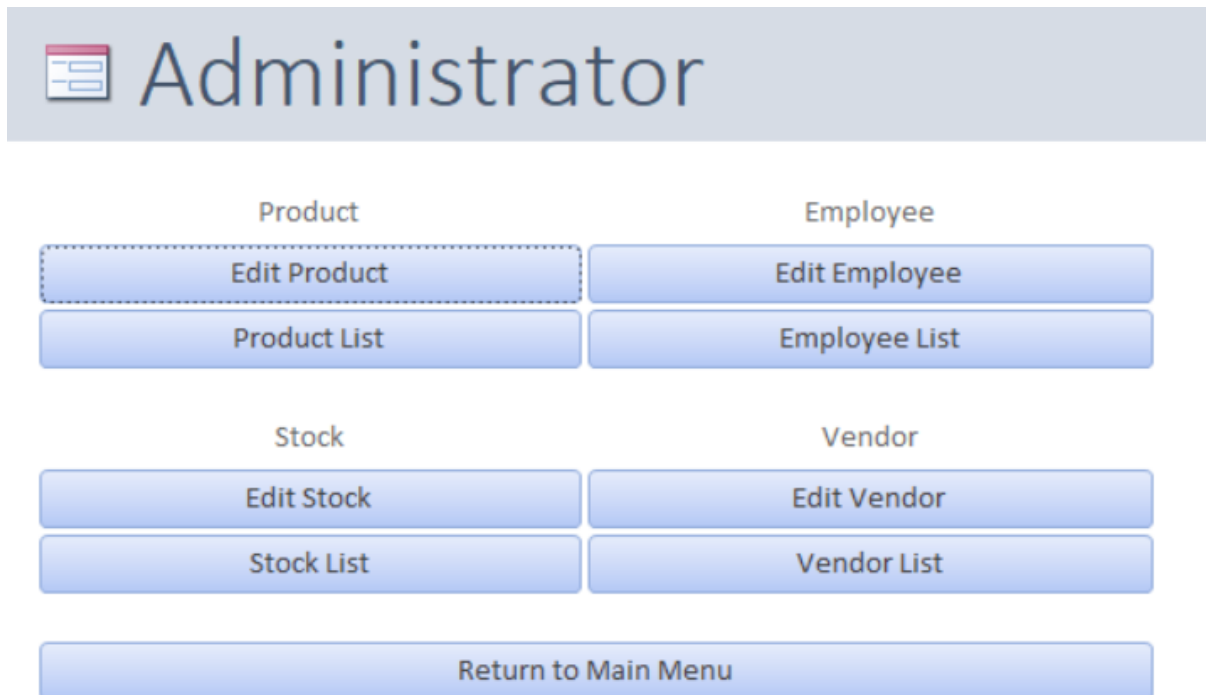 Administrator
Product Employee
Edit Product Edit Employee
Product List Employee List
Stock Vendor
Edit Stock Edit Vendor
Stock List Vendor List
Return to Main Menu